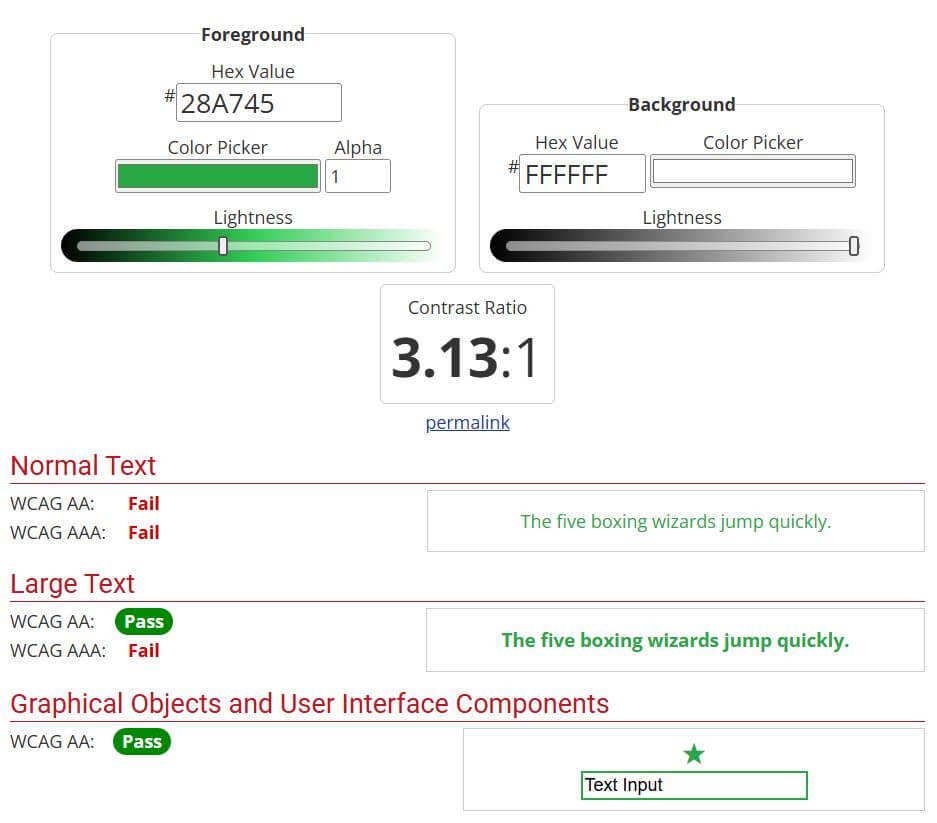 Foreground
Hex Value
#28A745
Color Picker Alpha
1
Lightness
Background
Hex Value Color Picker
#FFFFFF
Lightness
Contrast Ratio
3.13:1
permalink
Normal Text
WCAG AA: Fail
WCAG AAA: Fail
The five boxing wizards jump quickly.
Large Text
WCAG AA: Pass
WCAG AAA: Fail
The five boxing wizards jump quickly.
Graphical Objects and User Interface Components
WCAG AA: Pass
Text Input